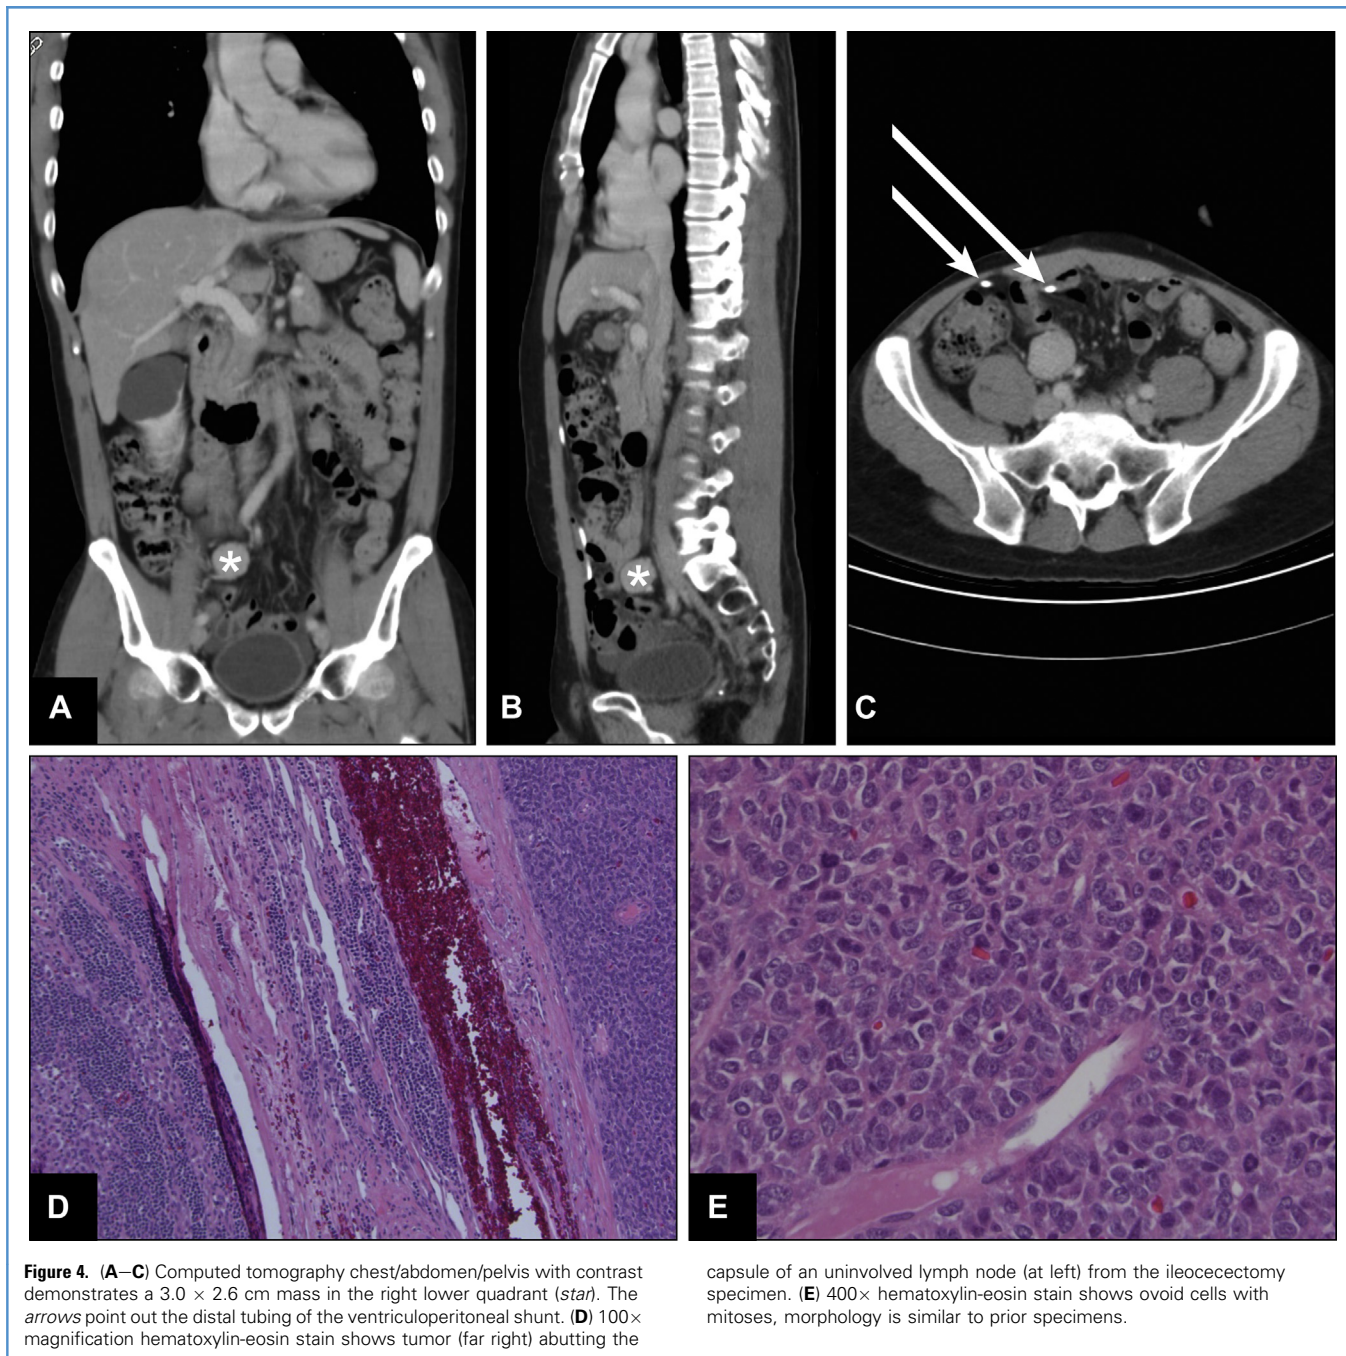 A
B
C
*
*
D
E
Figure 4. (A—C) Computed tomography chest/abdomen/pelvis with contrast
demonstrates a 3.0 × 2.6 cm mass in the right lower quadrant (star). The
arrows point out the distal tubing of the ventriculoperitoneal shunt. (D) 100×
magnification hematoxylin-eosin stain shows tumor (far right) abutting the
capsule of an uninvolved lymph node (at left) from the ileocecectomy
specimen. (E) 400× hematoxylin-eosin stain shows ovoid cells with
mitoses, morphology is similar to prior specimens.